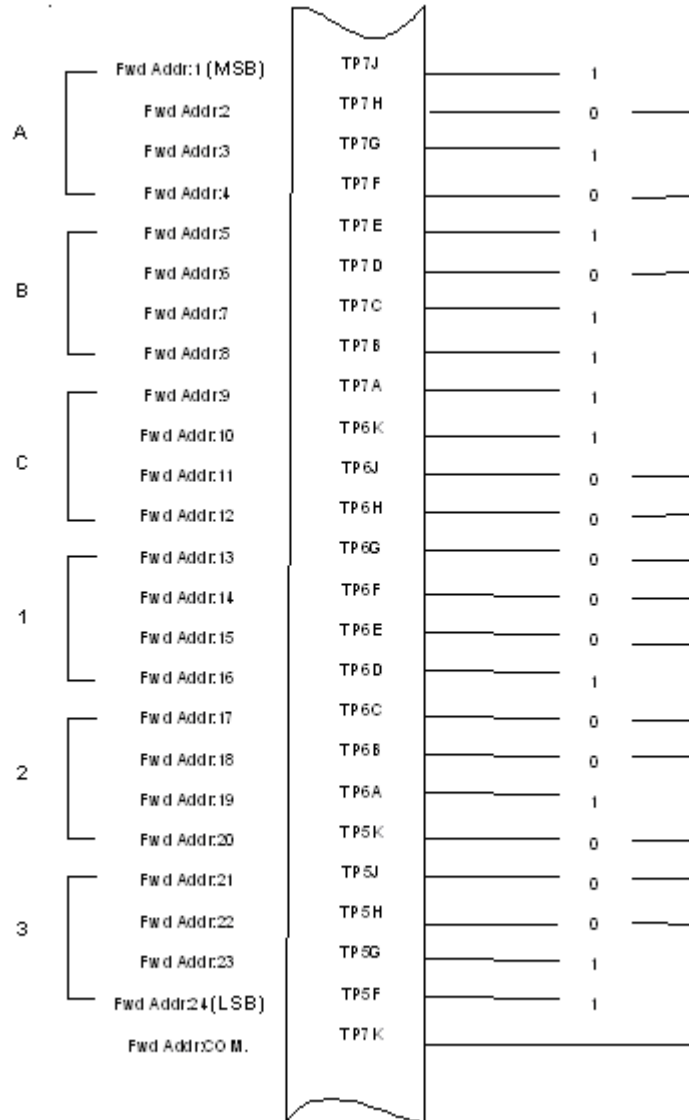 Fwd Addr:1 (MSB) TP7J 1
Fwd Addr:2 TP7H 0
A
Fwd Addr:3 TP7G 1
Fwd Addr:4 TP7F 0
Fwd Addr:5 TP7E 1
Fwd Addr:6 TP7D 0
B
Fwd Addr:7 TP7C 1
Fwd Addr:8 TP7B 1
Fwd Addr:9 TP7A 1
Fwd Addr:10 TP6K 1
C
Fwd Addr:11 TP6J 0
Fwd Addr:12 TP6H 0
Fwd Addr:13 TP6G 0
Fwd Addr:14 TP6F 0
1
Fwd Addr:15 TP6E 0
Fwd Addr:16 TP6D 1
Fwd Addr:17 TP6C 0
Fwd Addr:18 TP6B 0
2
Fwd Addr:19 TP6A 1
Fwd Addr:20 TP5K 0
Fwd Addr:21 TP5J 0
Fwd Addr:22 TP5H 0
3
Fwd Addr:23 TP5G 1
Fwd Addr:24 (LSB) TP5F 1
Fwd Addr:COM. TP7K